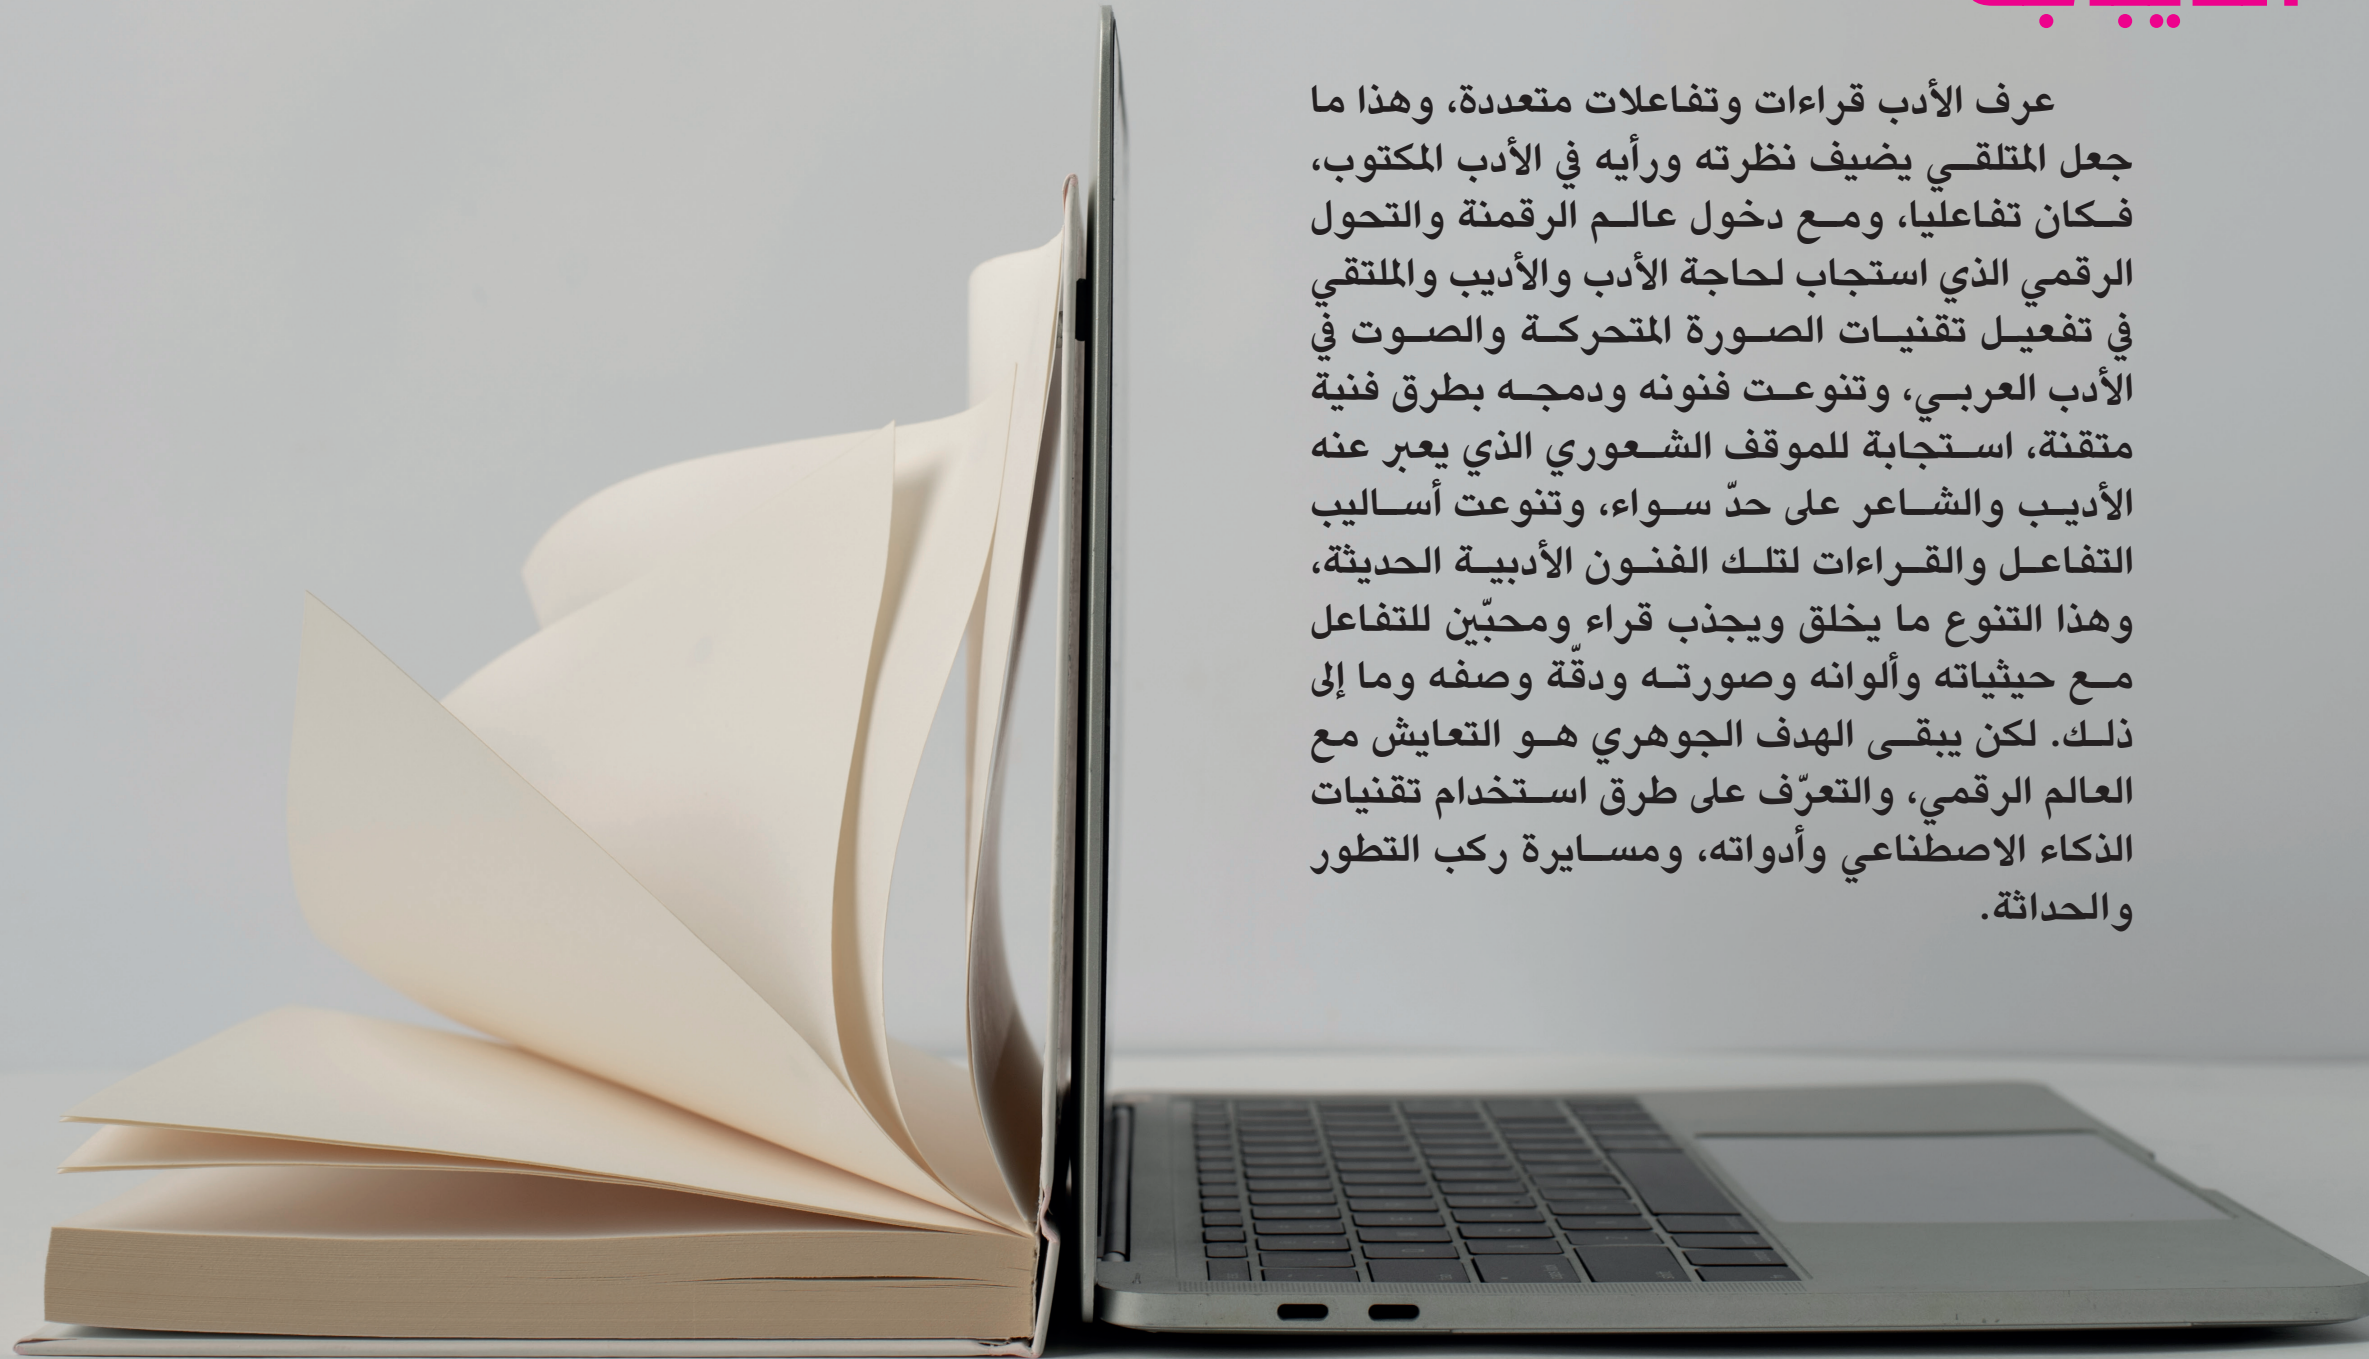 عرف الأدب قراءات وتفاعلات متعددة، وهذا ما
جعل المتلقي يضيف نظرته ورأيه في الأدب المكتوب،
فكان تفاعليا، ومع دخول عالم الرقمنة والتحول
الرقمي الذي استجاب لحاجة الأدب والأديب والملتقي
في تفعيل تقنيات الصورة المتحركة والصوت في
الأدب العربي، وتنوعت فنونه ودمجه بطرق فنية
متقنة، استجابة للموقف الشعوري الذي يعبر عنه
الأديب والشاعر على حدّ سواء، وتنوعت أساليب
التفاعل والقراءات لتلك الفنون الأدبية الحديثة،
وهذا التنوع ما يخلق ويجذب قراء ومحبّين للتفاعل
مع حيثياته وألوانه وصورته ودقّة وصفه وما إلى
ذلك. لكن يبقى الهدف الجوهري هو التعايش مع
العالم الرقمي، والتعرّف على طرق استخدام تقنيات
الذكاء الاصطناعي وأدواته، ومسايرة ركب التطور
والحداثة.